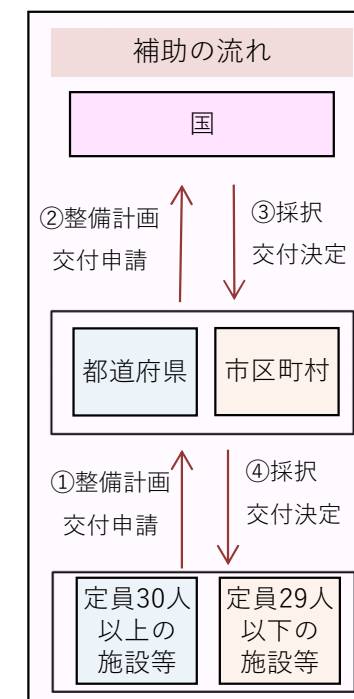 補助の流れ
国
②整備計画
交付申請
③採択
交付決定
都道府県
市区町村
①整備計画
交付申請
④採択
交付決定
定員30人
以上の
施設等
定員29人
以下の
施設等